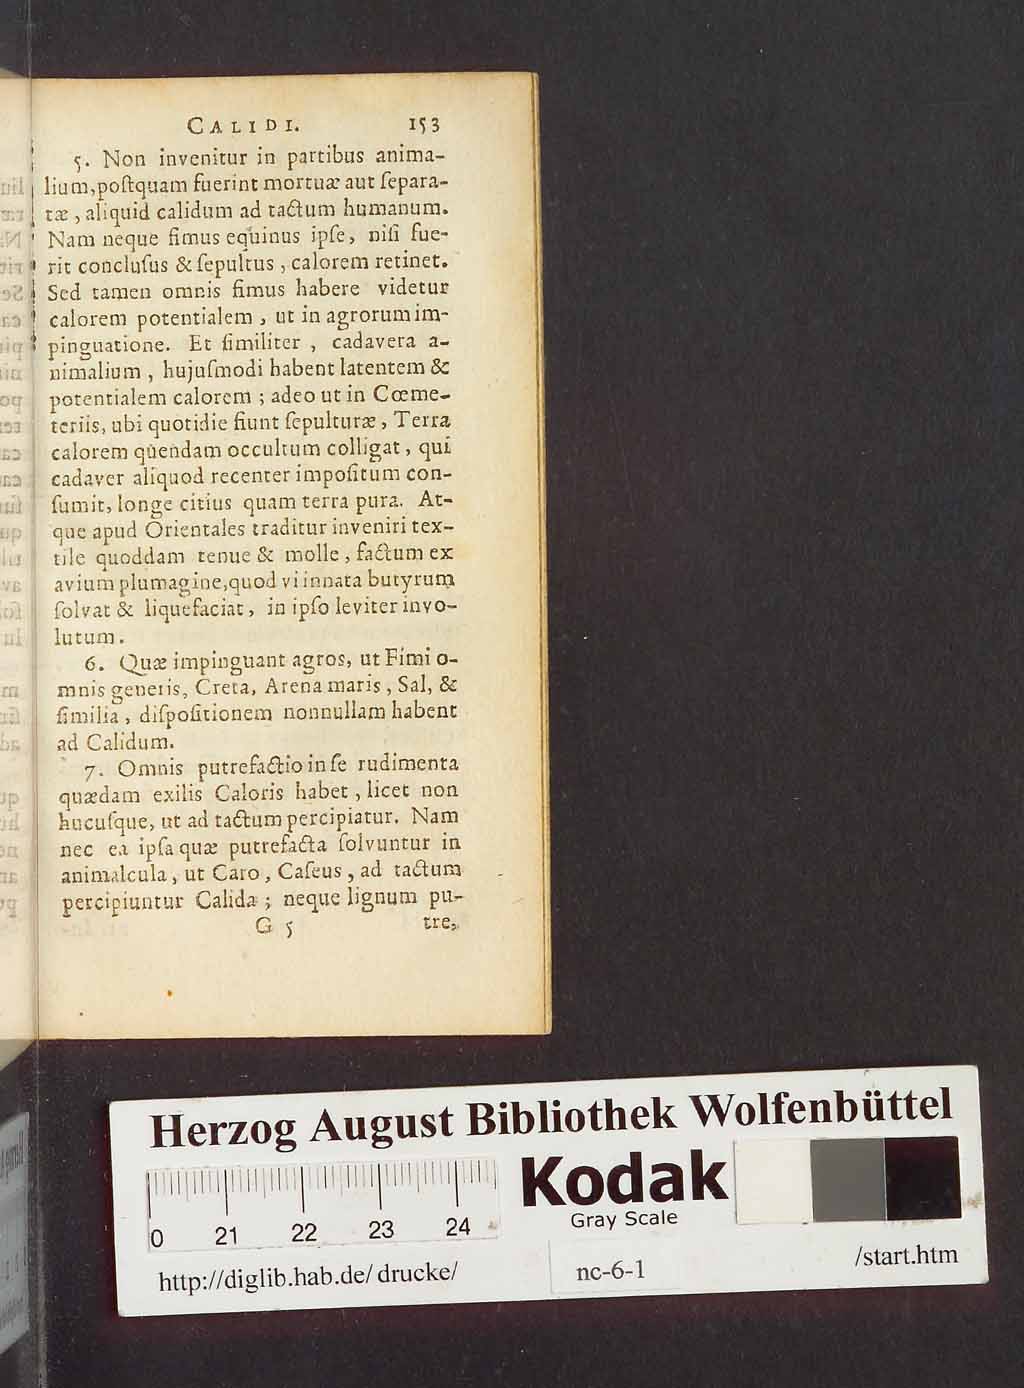 CALIDI. 153
5. Non invenitur in partibus anima-
lium, poſtquam fuerint mortuæ aut ſepara-
tæ, aliquid calidum ad tactum humanum.
Nam neque fimus equinus ipſe, niſi fue-
rit concluſus & ſepultus, calorem retinet.
Sed tamen omnis fimus habere videtur
calorem potentialem, ut in agrorum im-
pinguatione. Et ſimiliter, cadavera a-
nimalium, hujuſmodi habent latentem &
potentialem calorem; adeo ut in Cœme-
teriis, ubi quotidie fiunt ſepulturæ, Terra
calorem quendam occultum colligat, qui
cadaver aliquod recenter impoſitum con-
ſumit, longe citius quam terra pura. At-
que apud Orientales traditur inveniri tex-
tile quoddam tenue & molle, factum ex
avium plumagine, quod vi innata butyrum
ſolvat & liquefaciat, in ipſo leviter invo-
lutum.
6. Quæ impinguant agros, ut Fimi o-
mnis generis, Creta, Arena maris, Sal, &
ſimilia, diſpoſitionem nonnullam habent
ad Calidum.
7. Omnis putrefactio in ſe rudimenta
quædam exilis Caloris habet, licet non
hucuſque, ut ad tactum percipiatur. Nam
nec ea ipſa quæ putrefacta ſolvuntur in
animalcula, ut Caro, Caſeus, ad tactum
percipiuntur Calida; neque lignum pu-
G 5 tre,
Herzog August Bibliothek Wolfenbüttel
Kodak
Gray Scale
0 21 22 23 24
http://diglib.hab.de/drucke/ nc-6-1 /start.htm